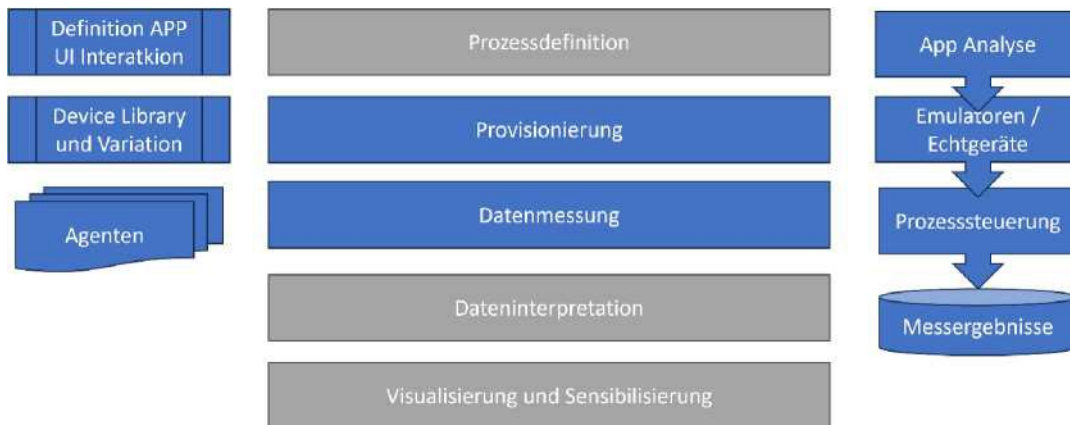 Definition APP
UI Interatkion
Device Library
und Variation
Agenten
Prozessdefinition
Provisionierung
Datenmessung
Dateninterpretation
Visualisierung und Sensibilisierung
App Analyse
Emulatoren /
Echtgeräte
Prozesssteuerung
Messergebnisse